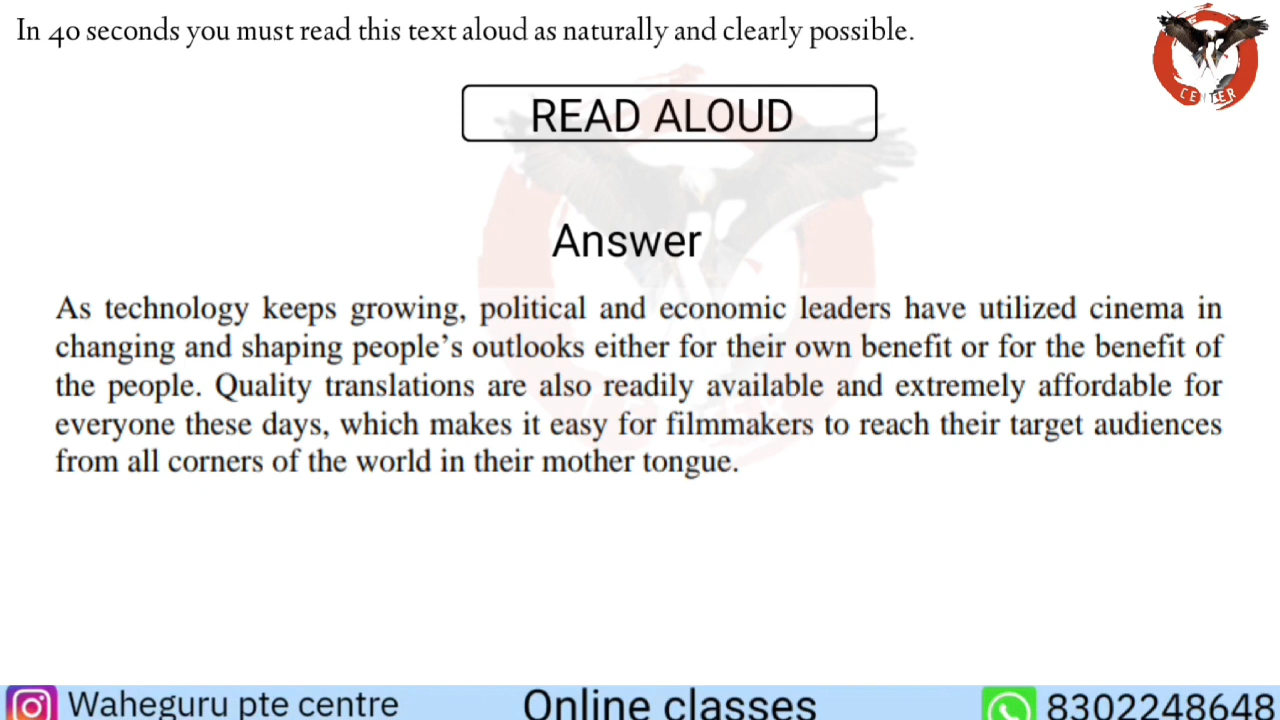 In 40 seconds you must read this text aloud as naturally and clearly possible.
CENTER
READ ALOUD
Answer
As technology keeps growing, political and economic leaders have utilized cinema in
changing and shaping people's outlooks either for their own benefit or for the benefit of
the people. Quality translations are also readily available and extremely affordable for
everyone these days, which makes it easy for filmmakers to reach their target audiences
from all corners of the world in their mother tongue.
Waheguru pte centre Online classes 8302248648